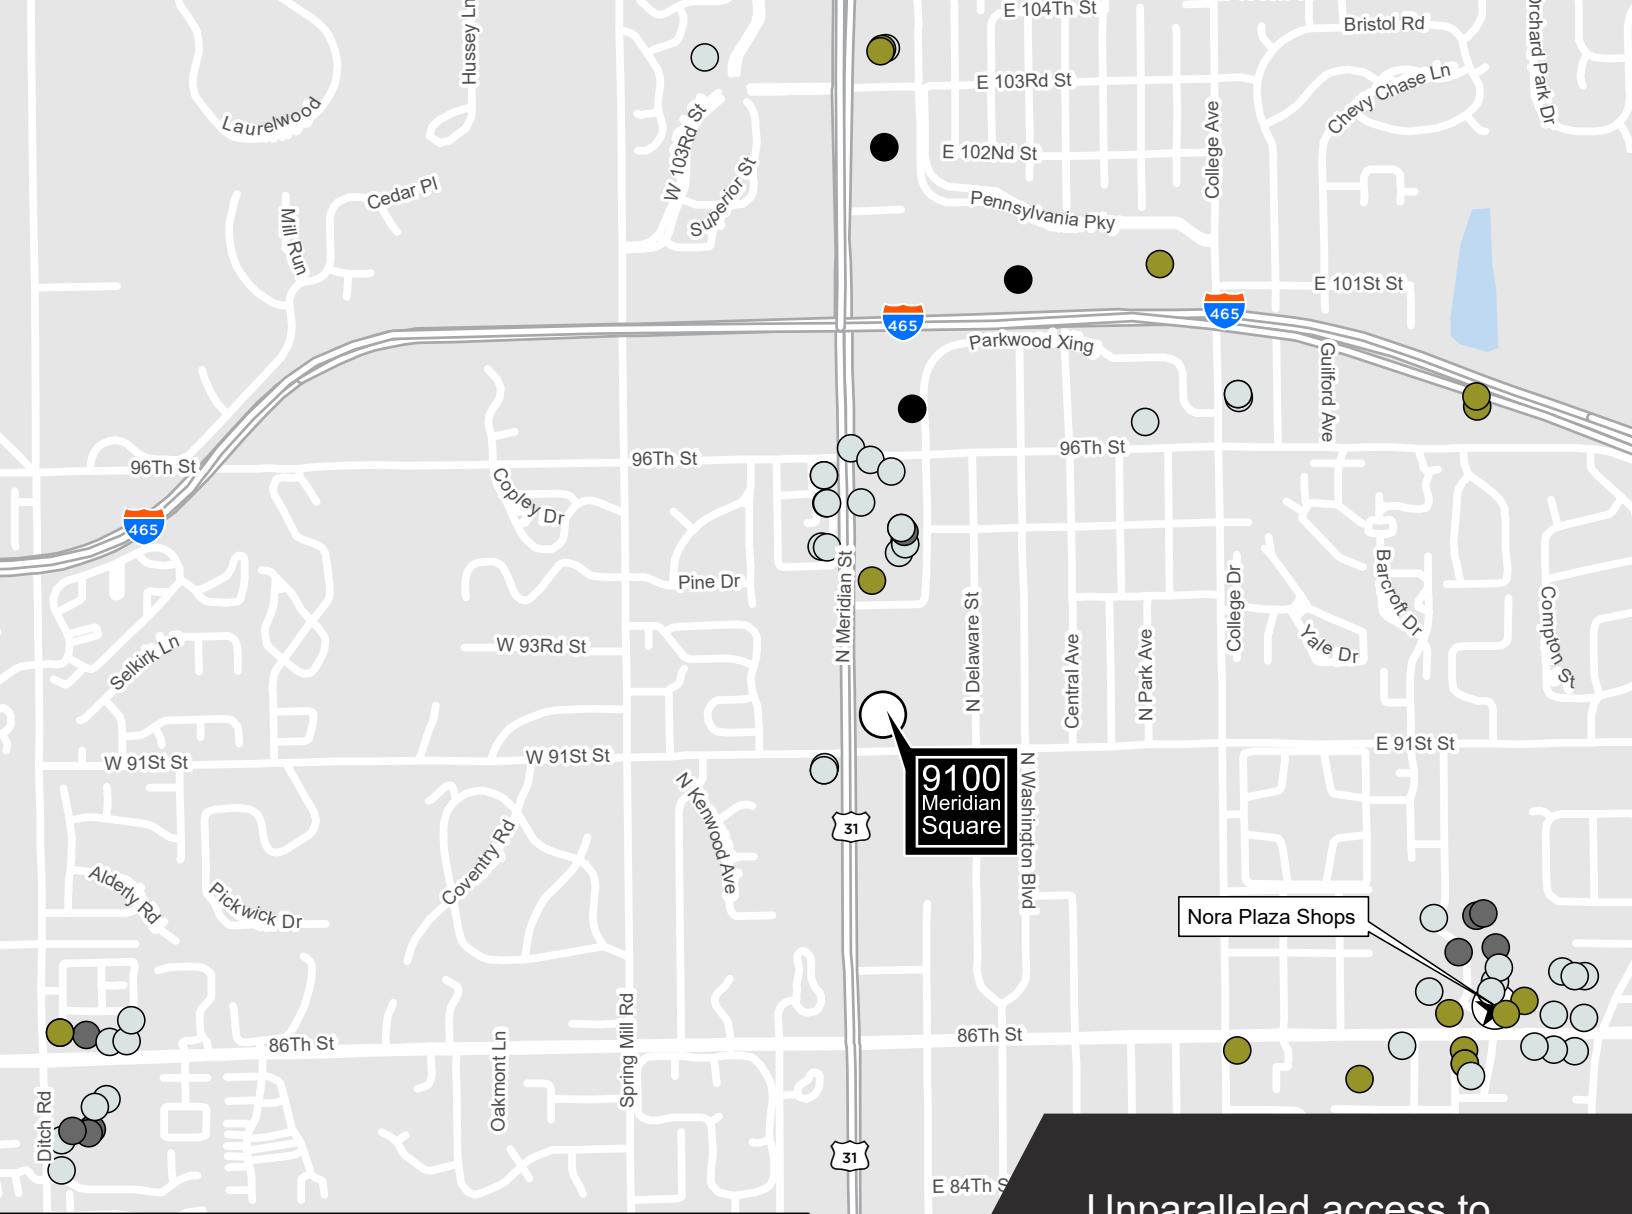 E 104Th St
Bristol Rd
Hussey Ln
Orchard Park Dr
E 103Rd St
Chevy Chase Ln
Laurelwood
W 103Rd St
College Ave
E 102Nd St
Superior St
Cedar Pl
Pennsylvania Pky
Mill Run
E 101St St
465
465
Parkwood Xing
Guilford Ave
96Th St
96Th St
96Th St
Copley Dr
465
N Meridian St
Pine Dr
Barcroft Dr
College Dr
N Delaware St
Compton St
W 93Rd St
Yale Dr
Selkirk Ln
Central Ave
N Park Ave
E 91St St
W 91St St
W 91St St
N Washington Blvd
9100
Meridian
Square
N Kenwood Ave
31
Coventry Rd
Alderly Rd
Pickwick Dr
Nora Plaza Shops
86Th St
86Th St
Spring Mill Rd
Oakmont Ln
Ditch Rd
31
E 84Th S
Unparalleled access to